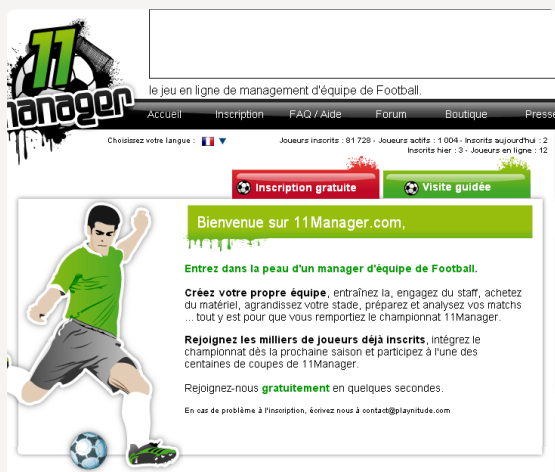 11
manager
le jeu en ligne de management d'équipe de Football.
Accueil Inscription FAQ / Aide Forum Boutique Presse
Choisissez votre langue :
Joueurs inscrits : 81 728 - Joueurs actifs : 1 004 - Inscrits aujourd'hui : 2
Inscrits hier : 3 - Joueurs en ligne : 12
Inscription gratuite
Visite guidée
Bienvenue sur 11Manager.com,
Entrez dans la peau d'un manager d'équipe de Football.
Créez votre propre équipe, entraînez la, engagez du staff, achetez
du matériel, agrandissez votre stade, préparez et analysez vos matchs
... tout y est pour que vous remportiez le championnat 11Manager.
Rejoignez les milliers de joueurs déjà inscrits, intégrez le
championnat dès la prochaine saison et participez à l'une des
centaines de coupes de 11Manager.
Rejoignez-nous gratuitement en quelques secondes.
En cas de problème à l'inscription, écrivez nous à contact@playnitude.com